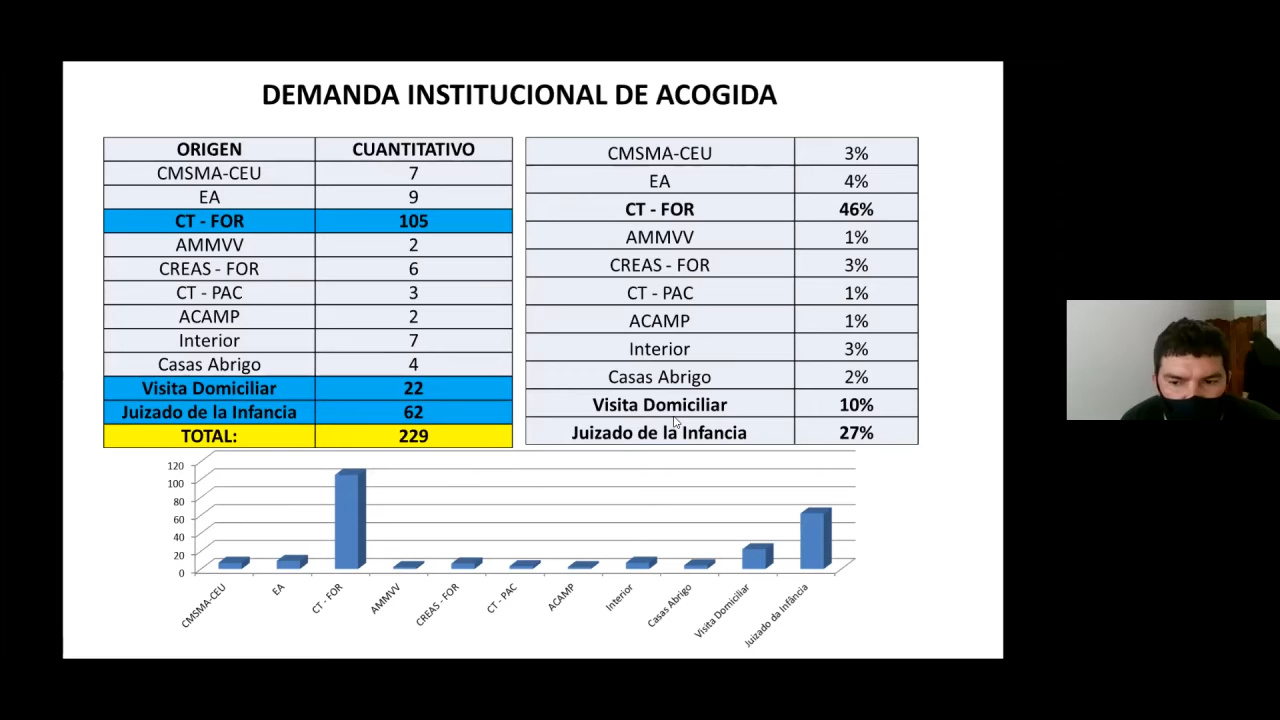 DEMANDA INSTITUCIONAL DE ACOGIDA
ORIGEN CUANTITATIVO
CMSMA-CEU 7
EA 9
CT - FOR 105
AMMVV 2
CREAS - FOR 6
CT - PAC 3
ACAMP 2
Interior 7
Casas Abrigo 4
Visita Domiciliar 22
Juizado de la Infancia 62
TOTAL: 229
CMSMA-CEU 3%
EA 4%
CT - FOR 46%
AMMVV 1%
CREAS - FOR 3%
CT - PAC 1%
ACAMP 1%
Interior 3%
Casas Abrigo 2%
Visita Domiciliar 10%
Juizado de la Infancia 27%
120
100
80
60
40
20
0
CMSMA-CEU
EA
CT - FOR
AMMVV
CREAS - FOR
CT - PAC
ACAMP
Interior
Casas Abrigo
Visita Domiciliar
Juizado da Infância